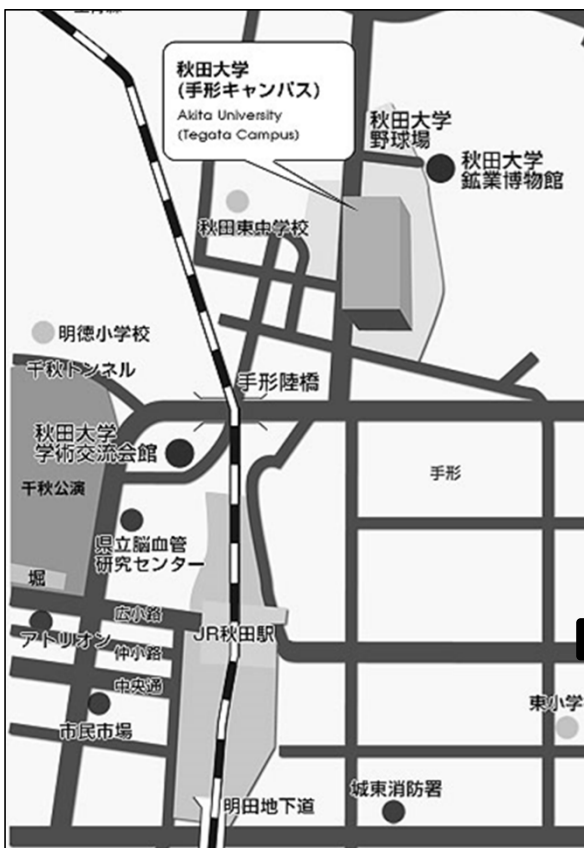 秋田大学
(手形キャンパス)
Akita University
(Tegata Campus)
秋田大学
野球場
秋田大学
鉱業博物館
秋田東中学校
明徳小学校
千秋トンネル
手形陸橋
秋田大学
学術交流会館
手形
千秋公演
県立脳血管
研究センター
堀
広小路
アトリオン
JR秋田駅
仲小路
中央通
東小学
市民市場
城東消防署
明田地下道